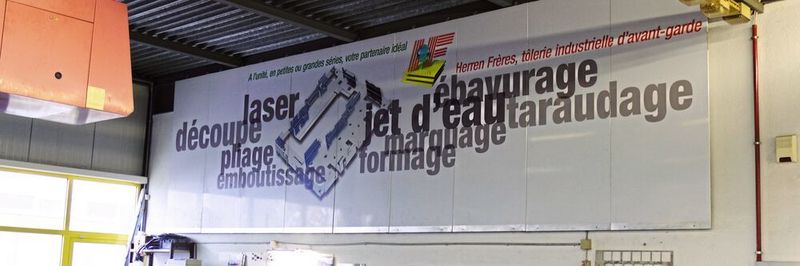 A l'unité, en petites ou grandes séries, votre partenaire idéal
HF
Herren Frères, tôlerie industrielle d'avant-garde
laser
découpe
pliage
emboutissage
jet d'eau
ébavurage
taraudage
marquage
formage